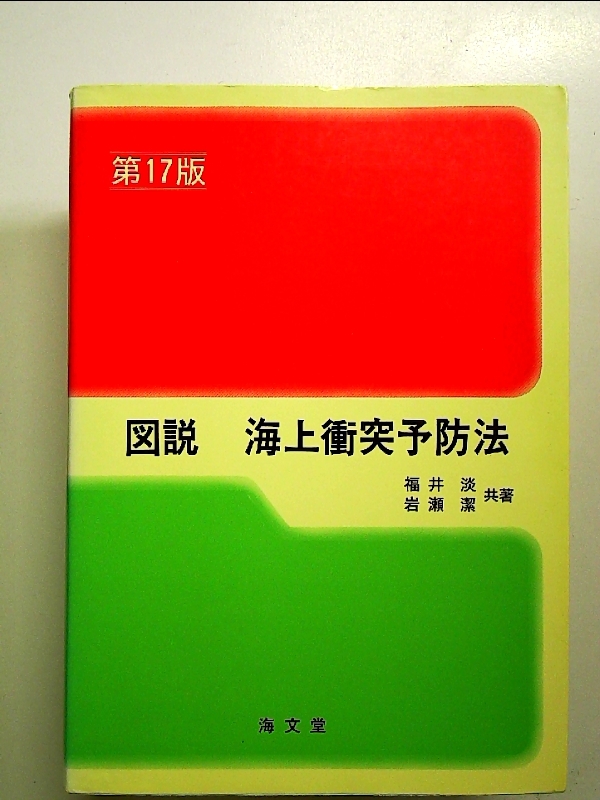 第17版
図説 海上衝突予防法
福井 淡
岩瀬 潔
共著
海文堂